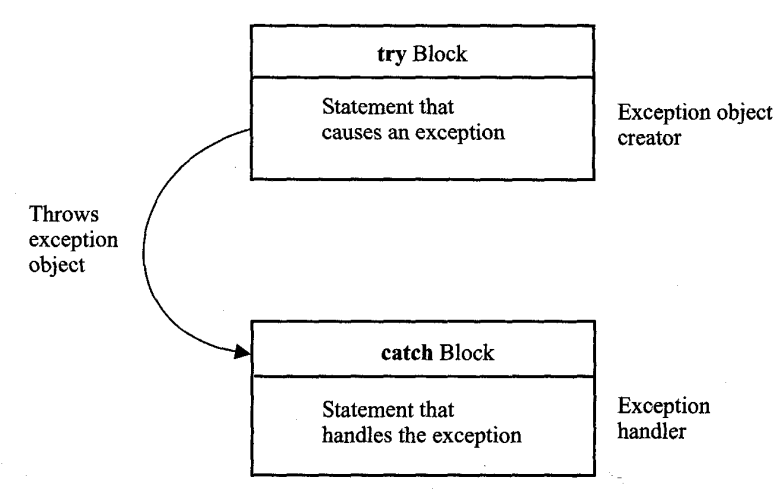 try Block
Statement that
causes an exception
Exception object
creator
Throws
exception
object
catch Block
Statement that
handles the exception
Exception
handler